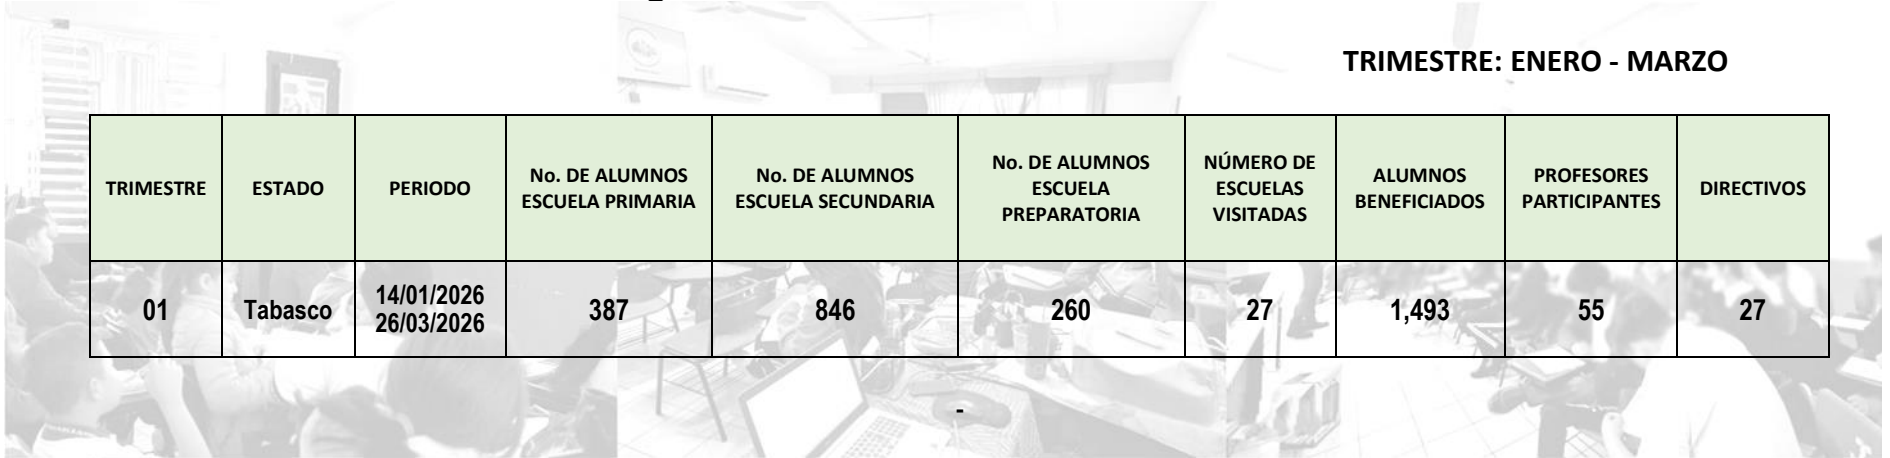 TRIMESTRE: ENERO - MARZO
TRIMESTRE
ESTADO
PERIODO
No. DE ALUMNOS
ESCUELA PRIMARIA
No. DE ALUMNOS
ESCUELA SECUNDARIA
No. DE ALUMNOS
ESCUELA
PREPARATORIA
NÚMERO DE
ESCUELAS
VISITADAS
ALUMNOS
BENEFICIADOS
PROFESORES
PARTICIPANTES
DIRECTIVOS
01
Tabasco
14/01/2026
26/03/2026
387
846
260
27
1,493
55
27
-